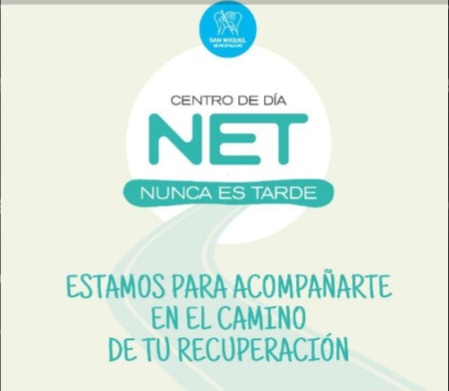 SAN MIGUEL
CENTRO DE DÍA
NET
NUNCA ES TARDE
ESTAMOS PARA ACOMPAÑARTE
EN EL CAMINO
DE TU RECUPERACIÓN